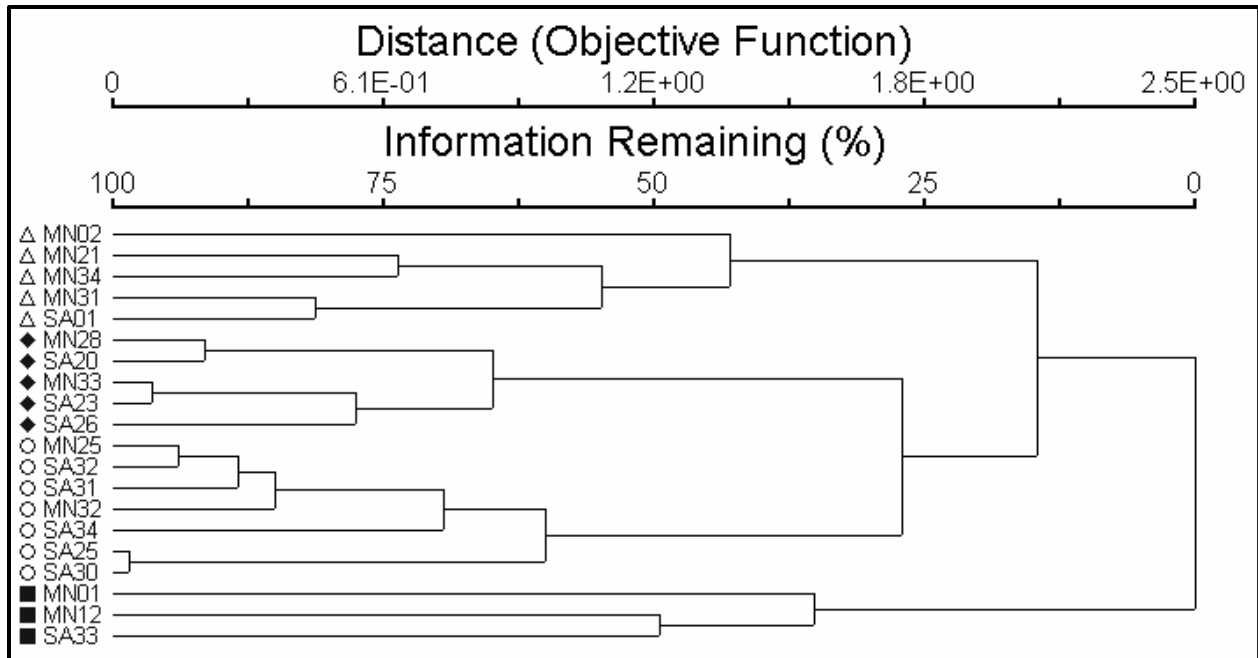 Distance (Objective Function)
0 6.1E-01 1.2E+00 1.8E+00 2.5E+00
Information Remaining (%)
100 75 50 25 0
MN02
MN21
MN34
MN31
SA01
MN28
SA20
MN33
SA23
SA26
MN25
SA32
SA31
MN32
SA34
SA25
SA30
MN01
MN12
SA33